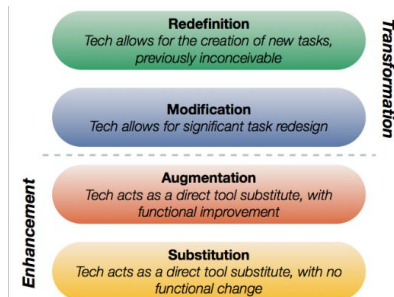 Redefinition
Tech allows for the creation of new tasks,
previously inconceivable
Transformation
Modification
Tech allows for significant task redesign
Augmentation
Tech acts as a direct tool substitute, with
functional improvement
Enhancement
Substitution
Tech acts as a direct tool substitute, with no
functional change